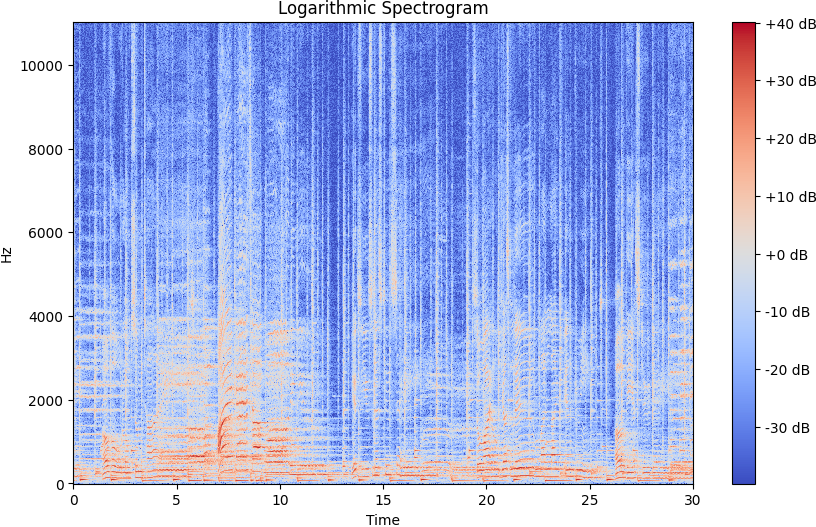 Logarithmic Spectrogram
Hz
10000
8000
6000
4000
2000
0
0 5 10 15 20 25 30
Time
+40 dB
+30 dB
+20 dB
+10 dB
+0 dB
-10 dB
-20 dB
-30 dB